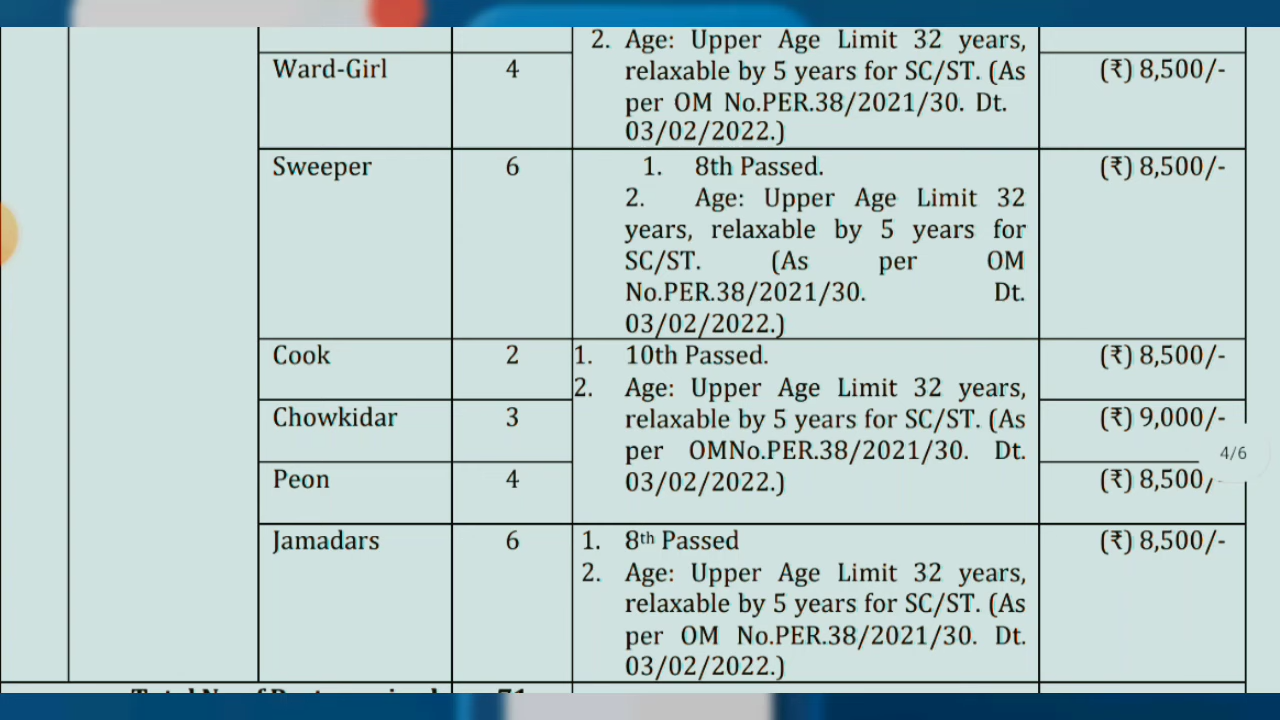 2. Age: Upper Age Limit 32 years,
Ward-Girl 4 relaxable by 5 years for SC/ST. (As (₹) 8,500/-
per OM No.PER.38/2021/30. Dt.
03/02/2022.)
Sweeper 6 1. 8th Passed. (₹) 8,500/-
2. Age: Upper Age Limit 32
years, relaxable by 5 years for
SC/ST. (As per OM
No.PER.38/2021/30. Dt.
03/02/2022.)
Cook 2 1. 10th Passed. (₹) 8,500/-
2. Age: Upper Age Limit 32 years,
Chowkidar 3 relaxable by 5 years for SC/ST. (As (₹) 9,000/-
per OMNo.PER.38/2021/30. Dt.
4/6
Peon 4 03/02/2022.) (₹) 8,500/-
Jamadars 6 1. 8th Passed (₹) 8,500/-
2. Age: Upper Age Limit 32 years,
relaxable by 5 years for SC/ST. (As
per OM No.PER.38/2021/30. Dt.
03/02/2022.)
71